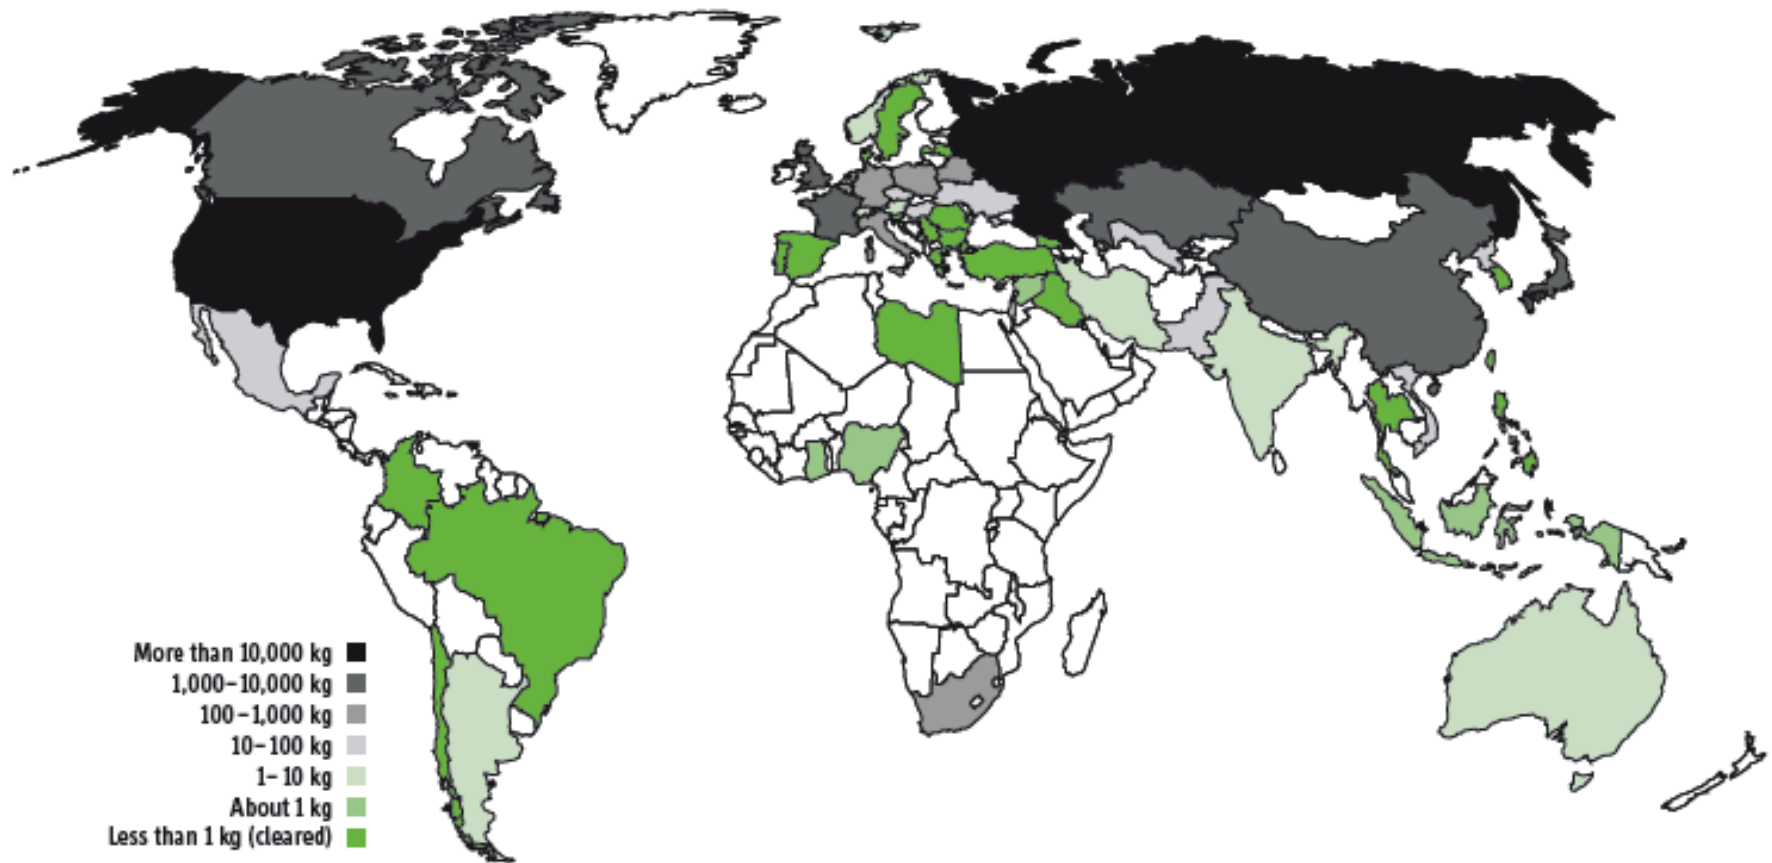 More than 10,000 kg
1,000–10,000 kg
100–1,000 kg
10–100 kg
1–10 kg
About 1 kg
Less than 1 kg (cleared)